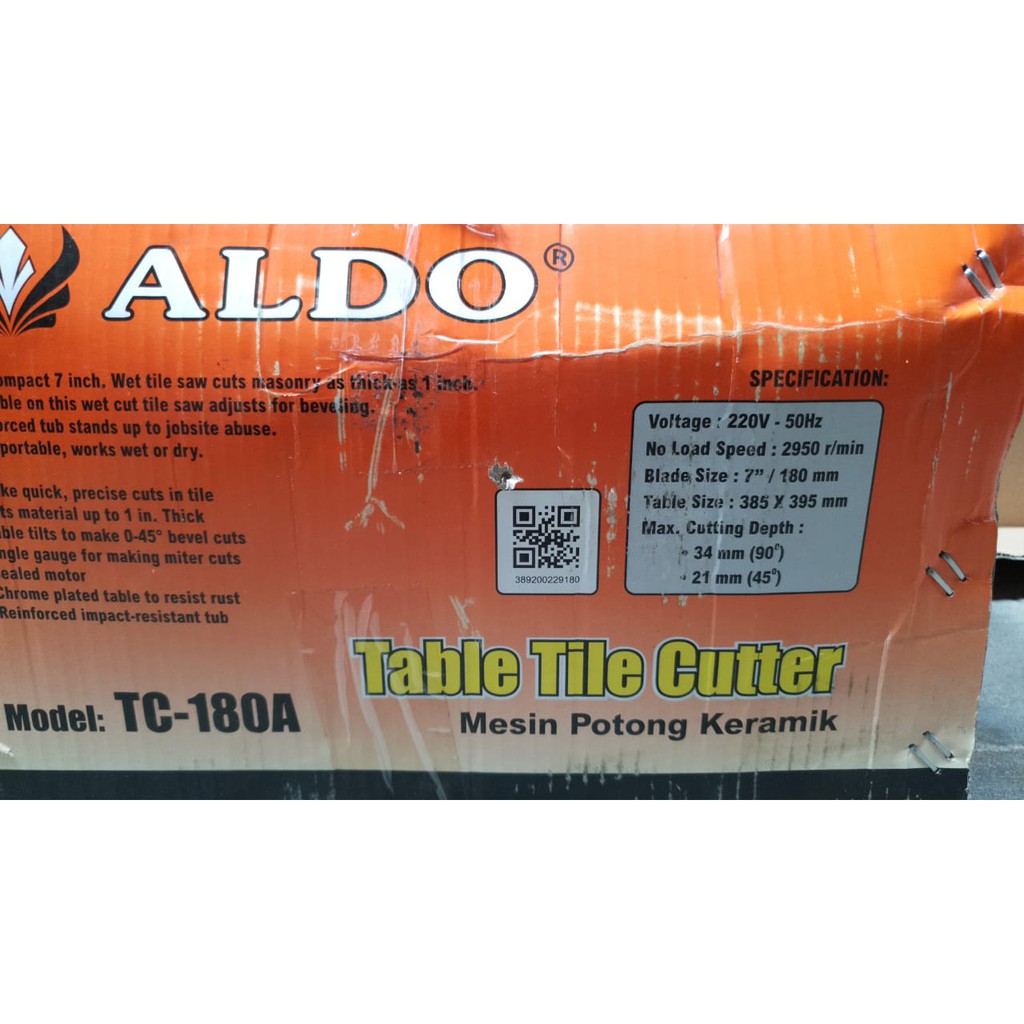 ALDO®
ompact 7 inch. Wet tile saw cuts masonry as thick as 1 inch.
ble on this wet cut tile saw adjusts for beveling.
orced tub stands up to jobsite abuse.
portable, works wet or dry.
ke quick, precise cuts in tile
ts material up to 1 in. Thick
able tilts to make 0-45° bevel cuts
ngle gauge for making miter cuts
ealed motor
Chrome plated table to resist rust
Reinforced impact-resistant tub
Model: TC-180A
389200229180
SPECIFICATION:
Voltage : 220V - 50Hz
No Load Speed : 2950 r/min
Blade Size : 7” / 180 mm
Table Size : 385 X 395 mm
Max. Cutting Depth :
• 34 mm (90°)
• 21 mm (45°)
Table Tile Cutter
Mesin Potong Keramik